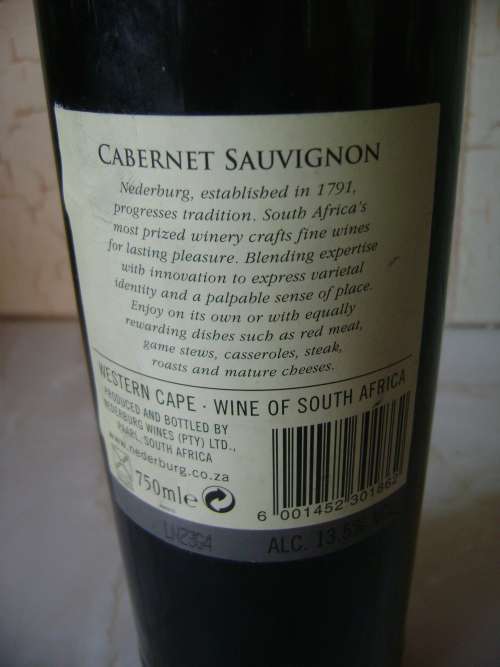 CABERNET SAUVIGNON
Nederburg, established in 1791,
progresses tradition. South Africa's
most prized winery crafts fine wines
for lasting pleasure. Blending expertise
with innovation to express varietal
identity and a palpable sense of place.
Enjoy on its own or with equally
rewarding dishes such as red meat,
game stews, casseroles, steak,
roasts and mature cheeses.
WESTERN CAPE · WINE OF SOUTH AFRICA
PRODUCED AND BOTTLED BY
NEDERBURG WINES (PTY) LTD.,
PAARL, SOUTH AFRICA
www.nederburg.co.za
750ml e
6 001452 301862
ALC. 13.5%